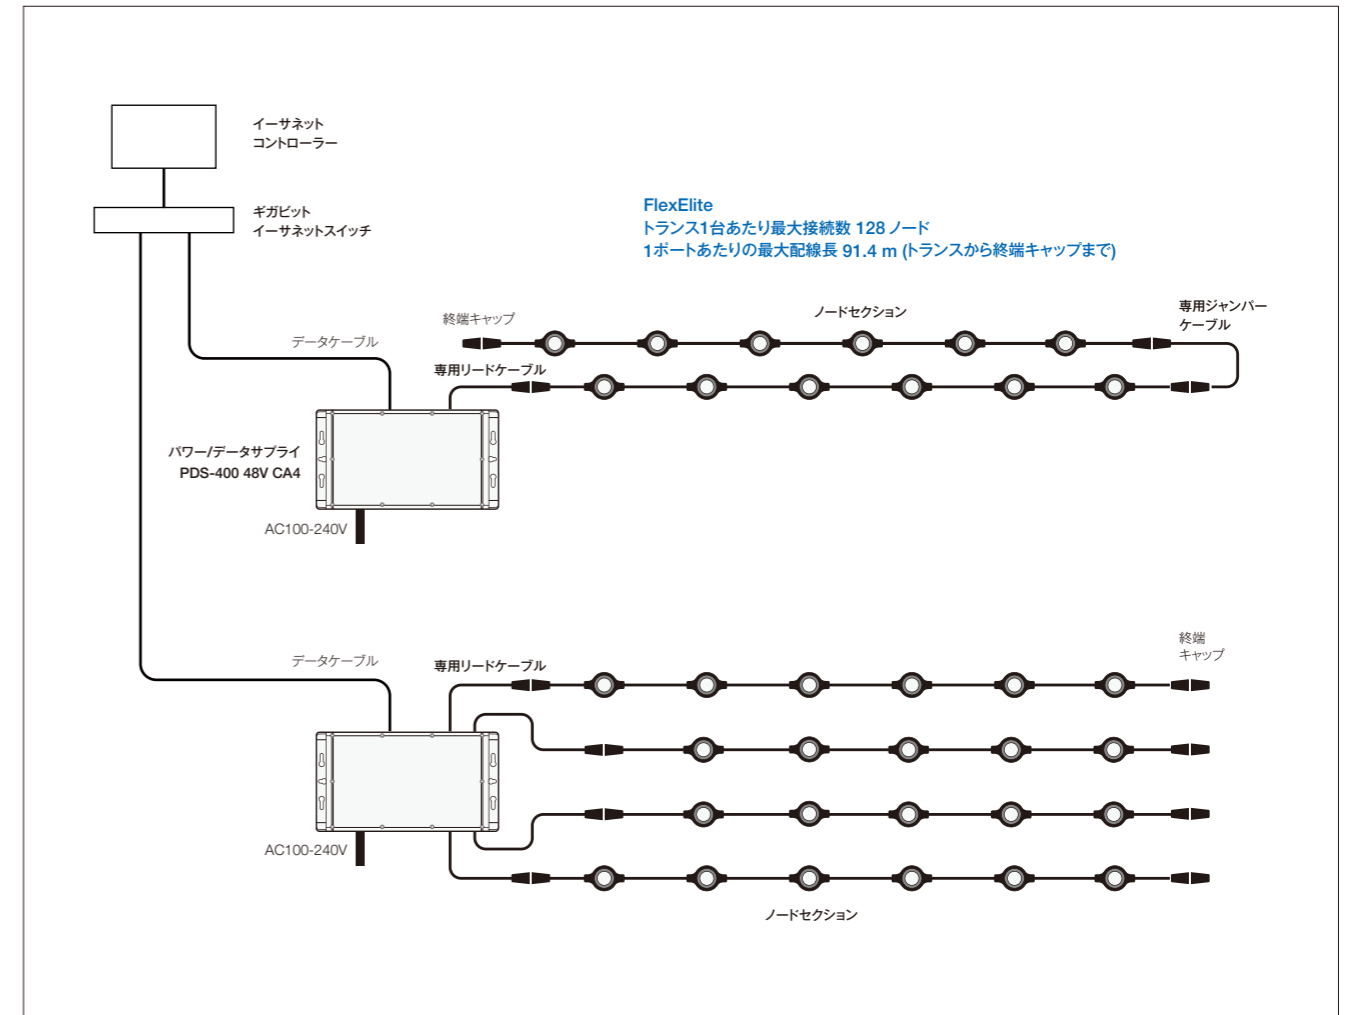 イーサネット
コントローラー
ギガビット
イーサネットスイッチ
FlexElite
トランス1台あたり最大接続数 128 ノード
1ポートあたりの最大配線長 91.4 m (トランスから終端キャップまで)
専用ジャンパー
ケーブル
ノードセクション
終端キャップ
データケーブル
専用リードケーブル
パワー/データサプライ
PDS-400 48V CA4
AC100-240V
終端
キャップ
データケーブル
専用リードケーブル
AC100-240V
ノードセクション